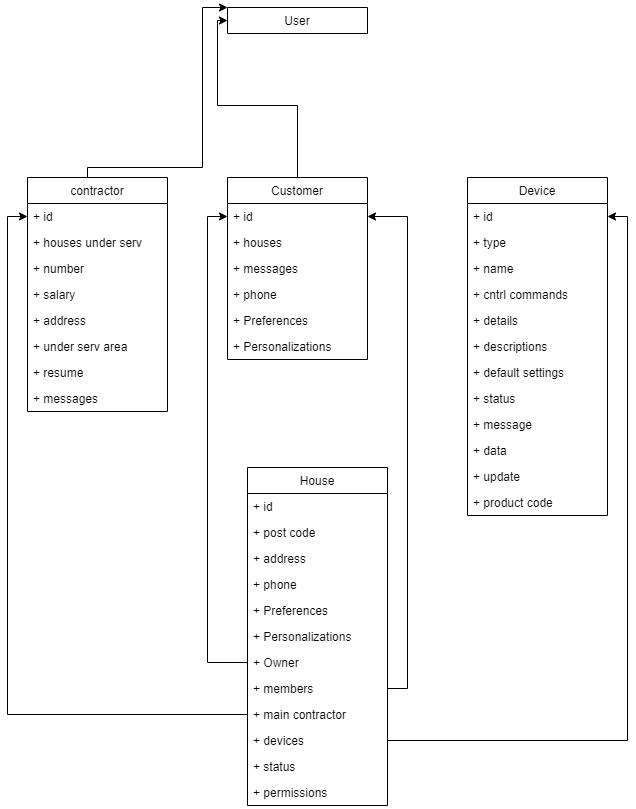 User
contractor
+ id
+ houses under serv
+ number
+ salary
+ address
+ under serv area
+ resume
+ messages
Customer
+ id
+ houses
+ messages
+ phone
+ Preferences
+ Personalizations
Device
+ id
+ type
+ name
+ cntrl commands
+ details
+ descriptions
+ default settings
+ status
+ message
+ data
+ update
+ product code
House
+ id
+ post code
+ address
+ phone
+ Preferences
+ Personalizations
+ Owner
+ members
+ main contractor
+ devices
+ status
+ permissions